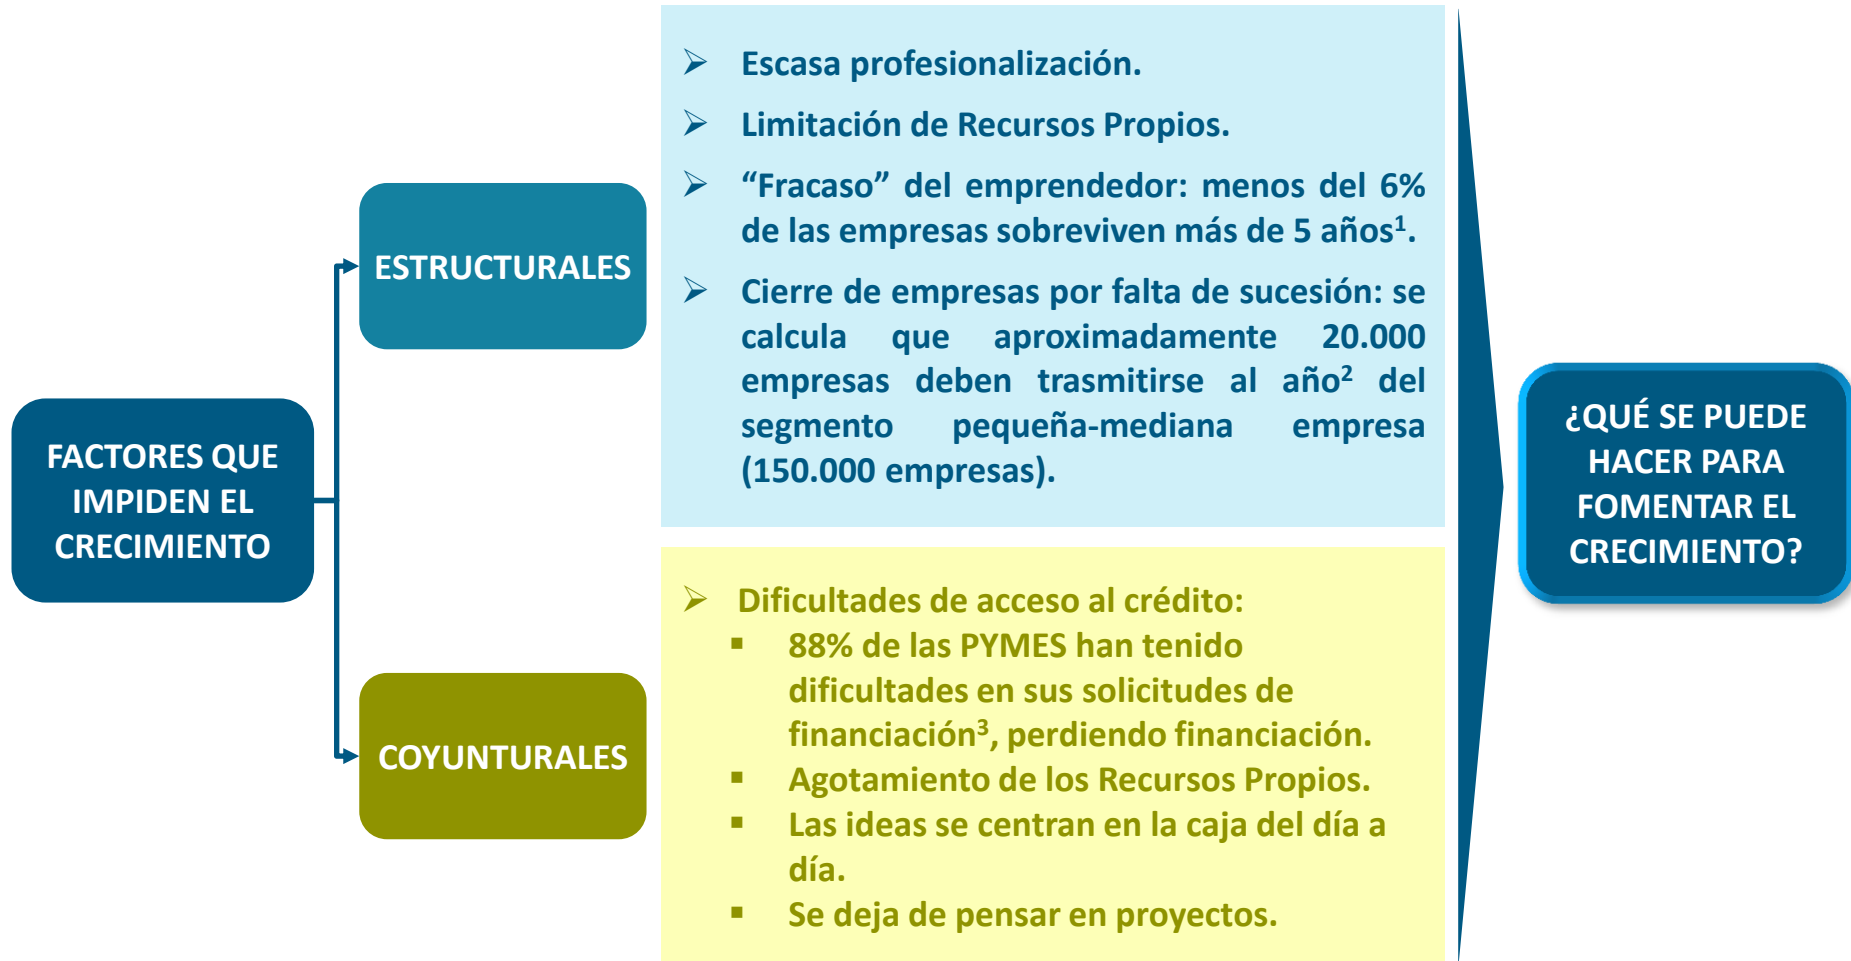 FACTORES QUE
IMPIDEN EL
CRECIMIENTO
ESTRUCTURALES
➢ Escasa profesionalización.
➢ Limitación de Recursos Propios.
➢ “Fracaso” del emprendedor: menos del 6%
de las empresas sobreviven más de 5 años¹.
➢ Cierre de empresas por falta de sucesión: se
calcula que aproximadamente 20.000
empresas deben trasmitirse al año² del
segmento pequeña-mediana empresa
(150.000 empresas).
COYUNTURALES
➢ Dificultades de acceso al crédito:
▪ 88% de las PYMES han tenido
dificultades en sus solicitudes de
financiación³, perdiendo financiación.
▪ Agotamiento de los Recursos Propios.
▪ Las ideas se centran en la caja del día a
día.
▪ Se deja de pensar en proyectos.
¿QUÉ SE PUEDE
HACER PARA
FOMENTAR EL
CRECIMIENTO?